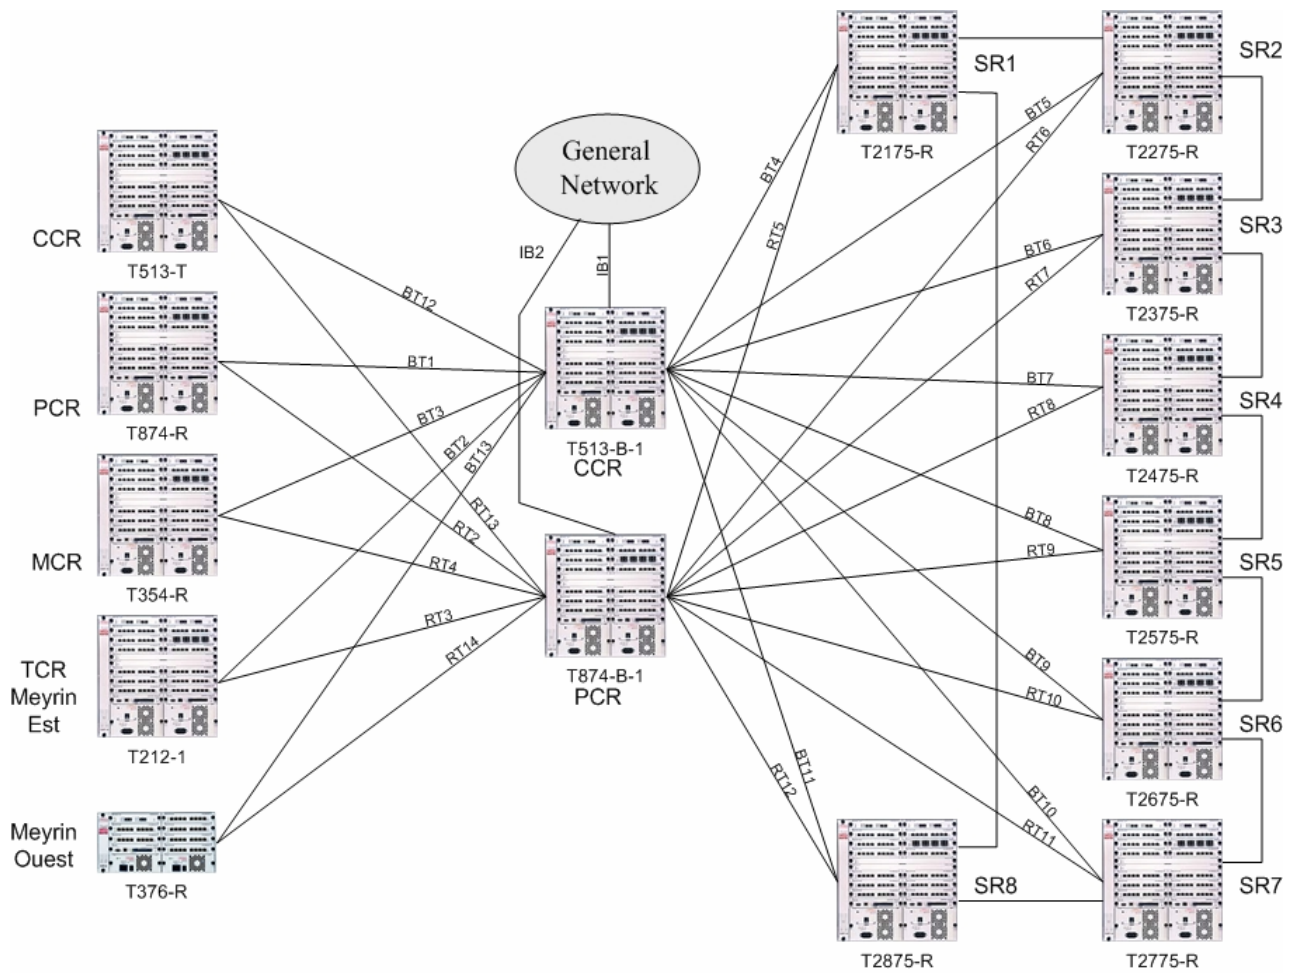 SR1
SR2
T2175-R
T2275-R
General
Network
BT5
RT6
BT4
RT5
CCR
T513-T
IB2
IB1
SR3
BT6
RT7
T2375-R
BT12
PCR
T874-R
BT1
BT3
BT2
BT13
T513-B-1
CCR
BT7
RT8
SR4
T2475-R
RT13
RT2
BT8
RT9
MCR
T354-R
RT4
SR5
T2575-R
RT3
RT14
TCR
Meyrin
Est
T212-1
T874-B-1
PCR
BT9
RT10
SR6
T2675-R
BT11
RT12
BT10
RT11
Meyrin
Ouest
T376-R
SR8
SR7
T2875-R
T2775-R